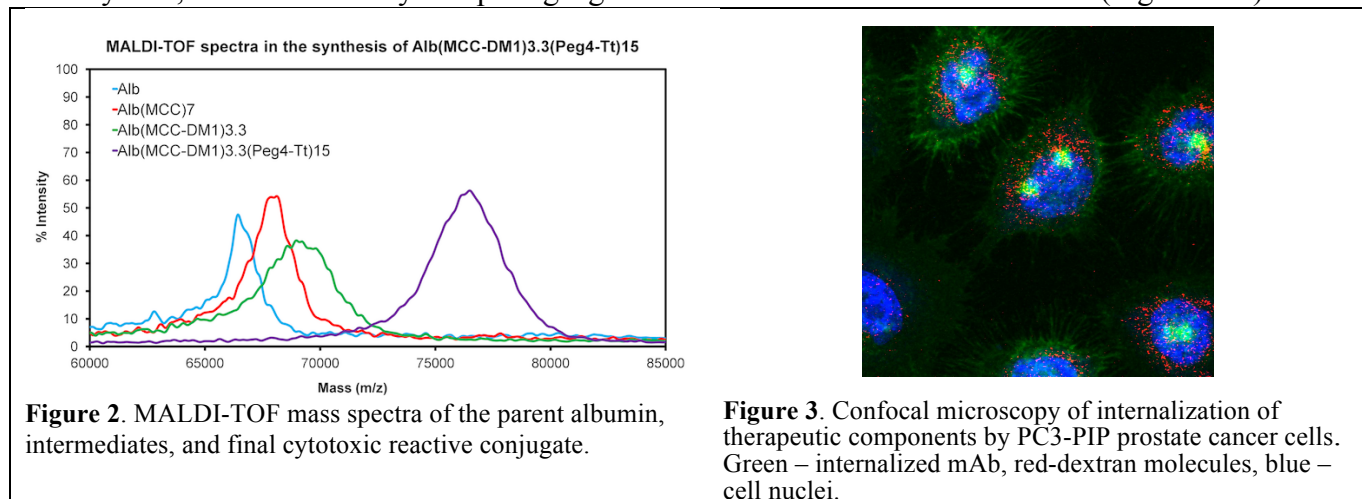 MALDI-TOF spectra in the synthesis of Alb(MCC-DM1)3.3(Peg4-Tt)15
100
90
80
70
60
50
40
30
20
10
0
% Intensity
Alb
Alb(MCC)7
Alb(MCC-DM1)3.3
Alb(MCC-DM1)3.3(Peg4-Tt)15
60000 65000 70000 75000 80000 85000
Mass (m/z)
Figure 2. MALDI-TOF mass spectra of the parent albumin,
intermediates, and final cytotoxic reactive conjugate.
Figure 3. Confocal microscopy of internalization of
therapeutic components by PC3-PIP prostate cancer cells.
Green – internalized mAb, red-dextran molecules, blue –
cell nuclei.